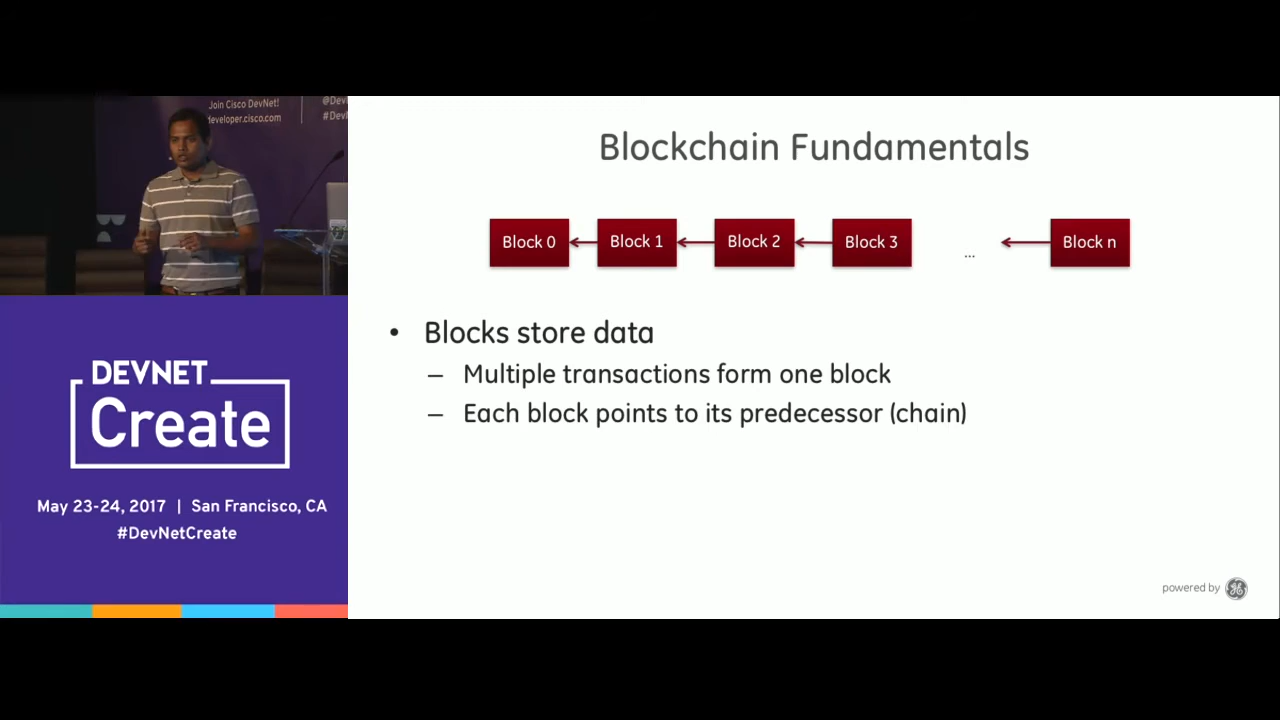 Join Cisco DevNet!
developer.cisco.com
Blockchain Fundamentals
Block 0
Block 1
Block 2
Block 3
...
Block n
• Blocks store data
– Multiple transactions form one block
– Each block points to its predecessor (chain)
DEVNET
Create
May 23-24, 2017 | San Francisco, CA
#DevNetCreate
powered by